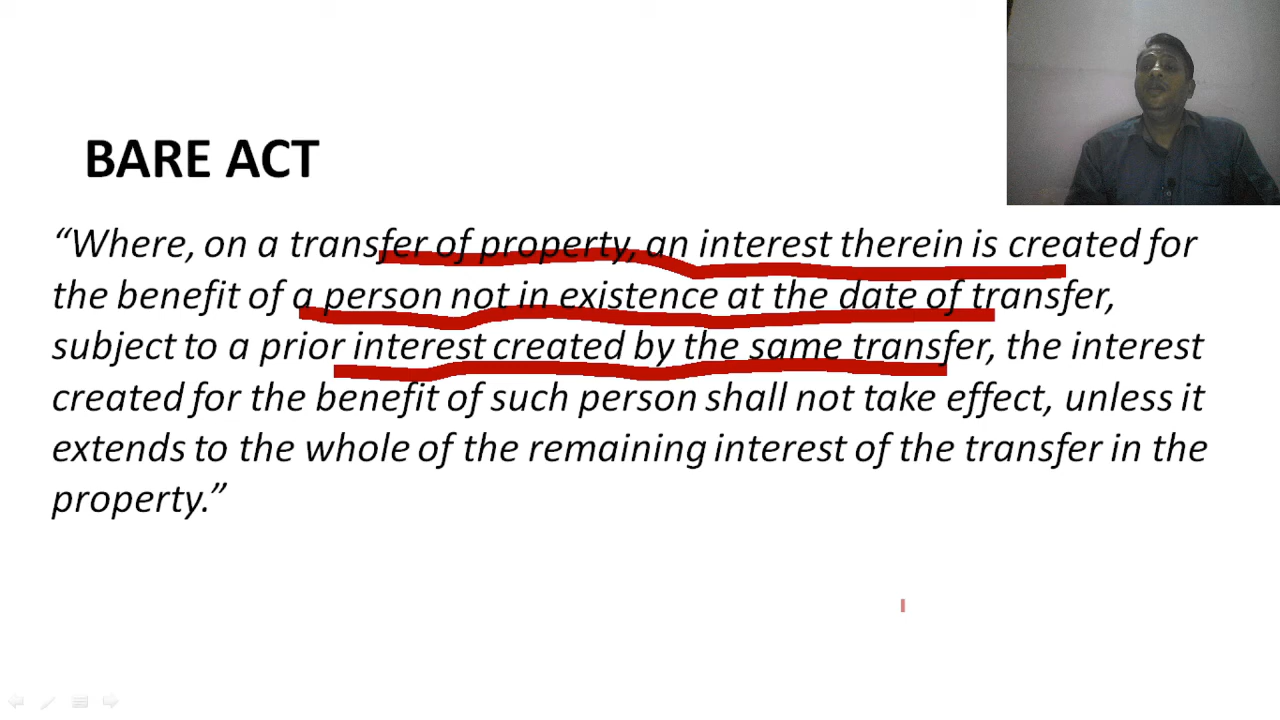 BARE ACT
“Where, on a transfer of property, an interest therein is created for
the benefit of a person not in existence at the date of transfer,
subject to a prior interest created by the same transfer, the interest
created for the benefit of such person shall not take effect, unless it
extends to the whole of the remaining interest of the transfer in the
property.”